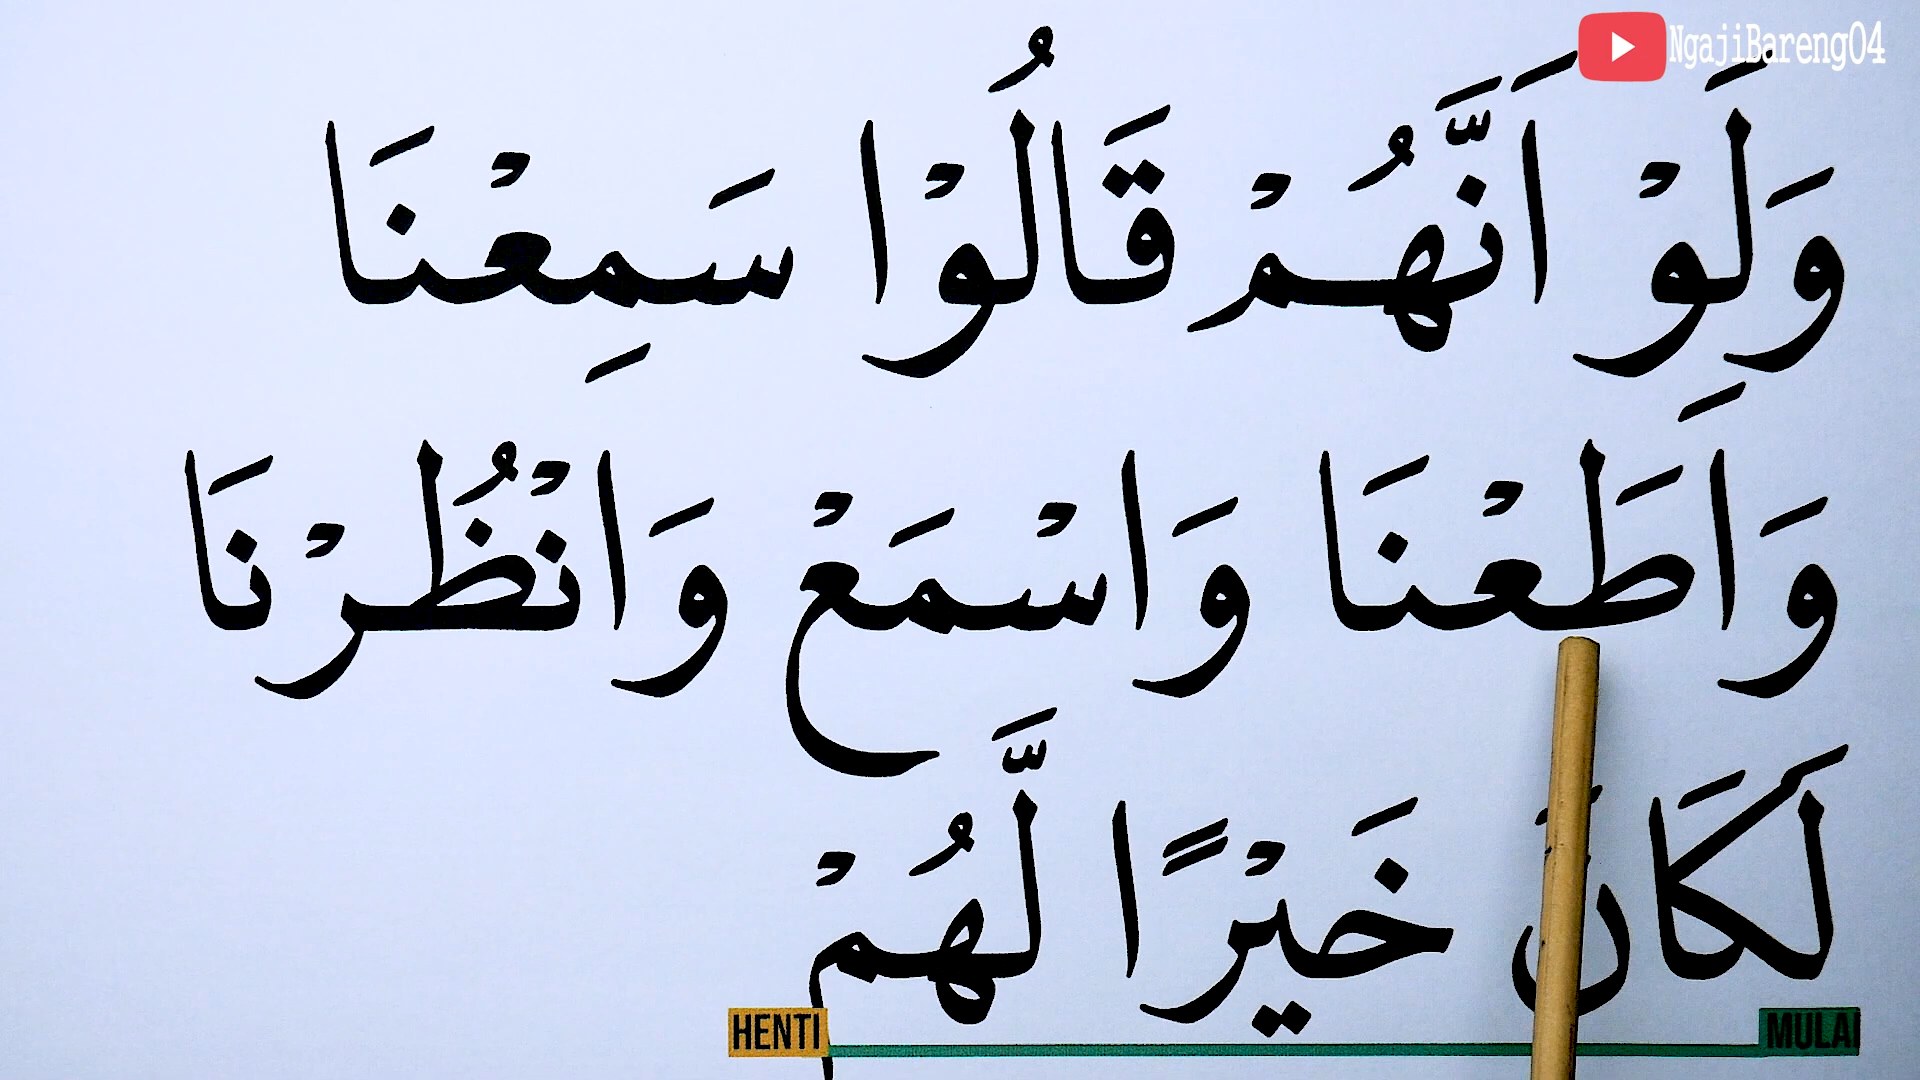 NgajiBareng04
وَلَوْ اَنَّهُمْ قَالُوْا سَمِعْنَا
وَاَطَعْنَا وَاسْمَعْ وَانْظُرْنَا
لَكَانَ خَيْرًا لَّهُمْ
HENTI MULAI